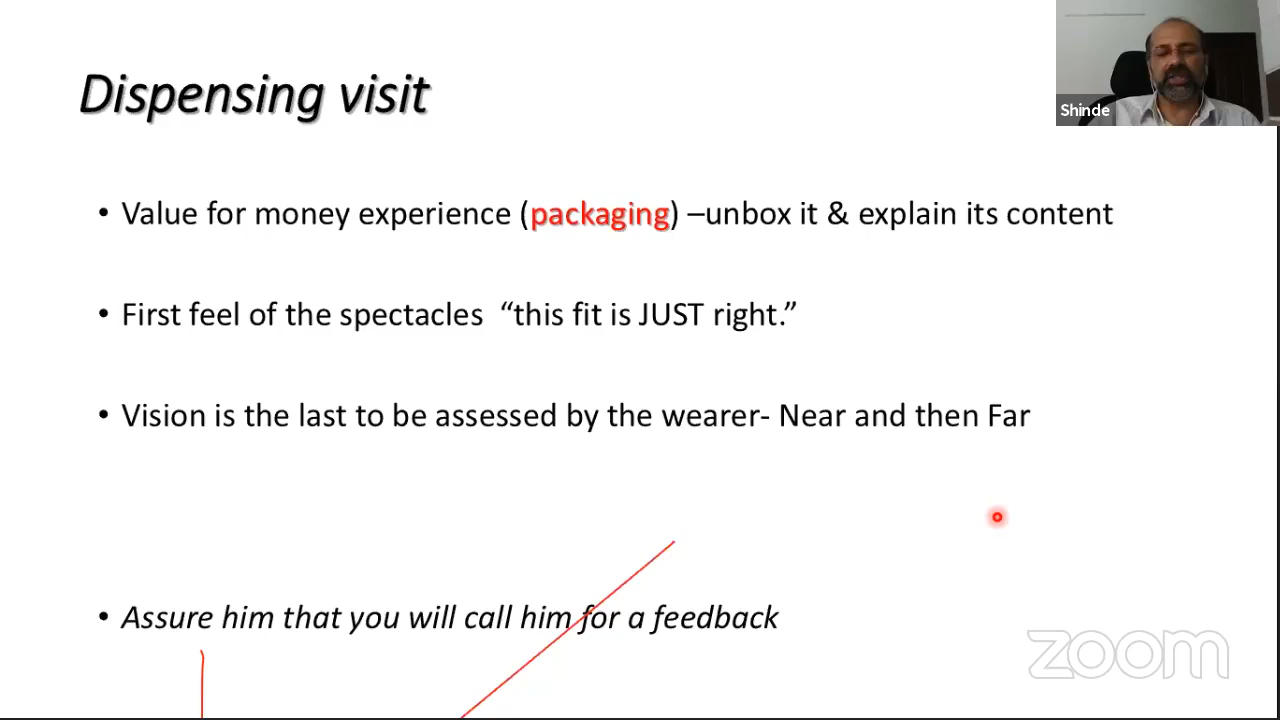 Dispensing visit
Shinde
• Value for money experience (packaging) –unbox it & explain its content
• First feel of the spectacles “this fit is JUST right.”
• Vision is the last to be assessed by the wearer- Near and then Far
• Assure him that you will call him for a feedback
zoom